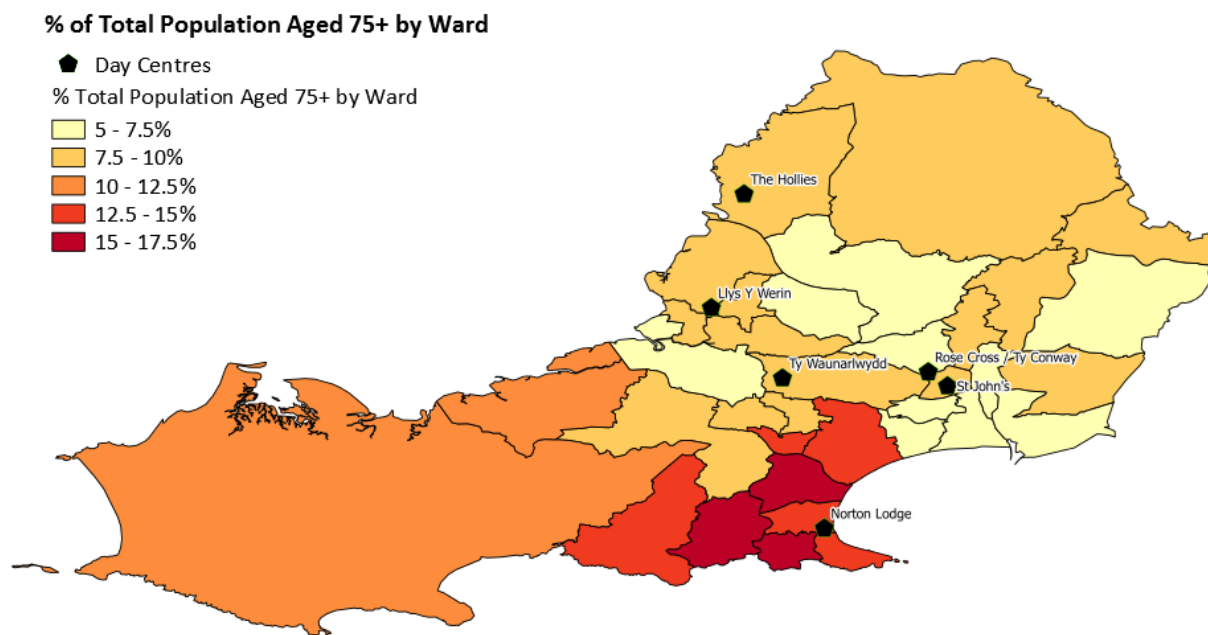 % of Total Population Aged 75+ by Ward
Day Centres
% Total Population Aged 75+ by Ward
5 - 7.5%
7.5 - 10%
10 - 12.5%
12.5 - 15%
15 - 17.5%
The Hollies
Llys Y Werin
Ty Waunarlwydd
Rose Cross / Ty Conway
St John's
Norton Lodge